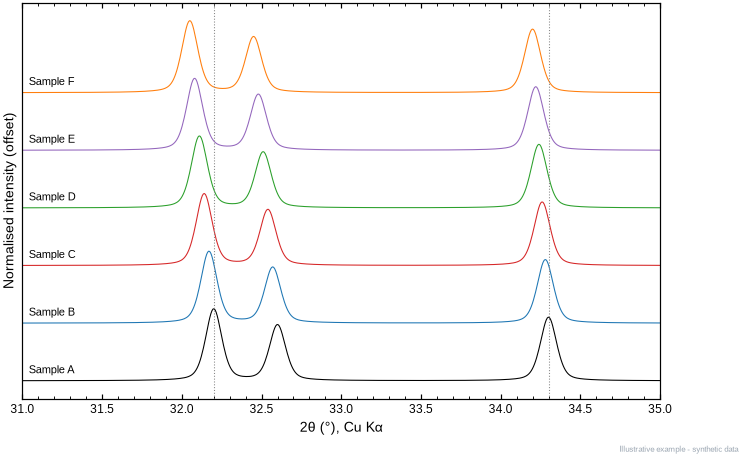 Sample F
Sample E
Sample D
Sample C
Sample B
Sample A
Normalised intensity (offset)
31.0 31.5 32.0 32.5 33.0 33.5 34.0 34.5 35.0
2θ (°), Cu Kα
Illustrative example - synthetic data